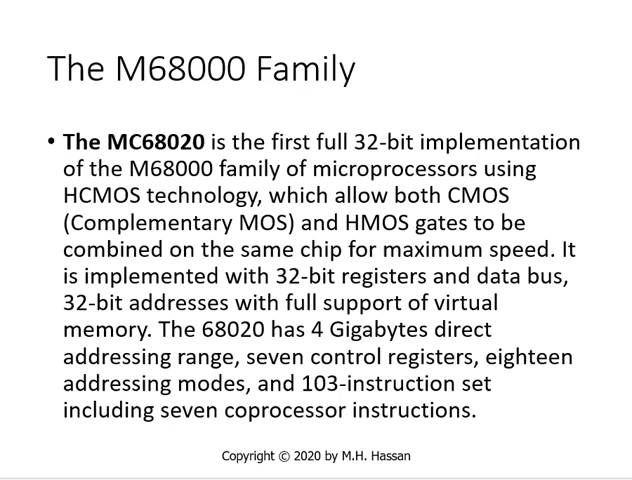 The M68000 Family
• The MC68020 is the first full 32-bit implementation
of the M68000 family of microprocessors using
HCMOS technology, which allow both CMOS
(Complementary MOS) and HMOS gates to be
combined on the same chip for maximum speed. It
is implemented with 32-bit registers and data bus,
32-bit addresses with full support of virtual
memory. The 68020 has 4 Gigabytes direct
addressing range, seven control registers, eighteen
addressing modes, and 103-instruction set
including seven coprocessor instructions.
Copyright © 2020 by M.H. Hassan